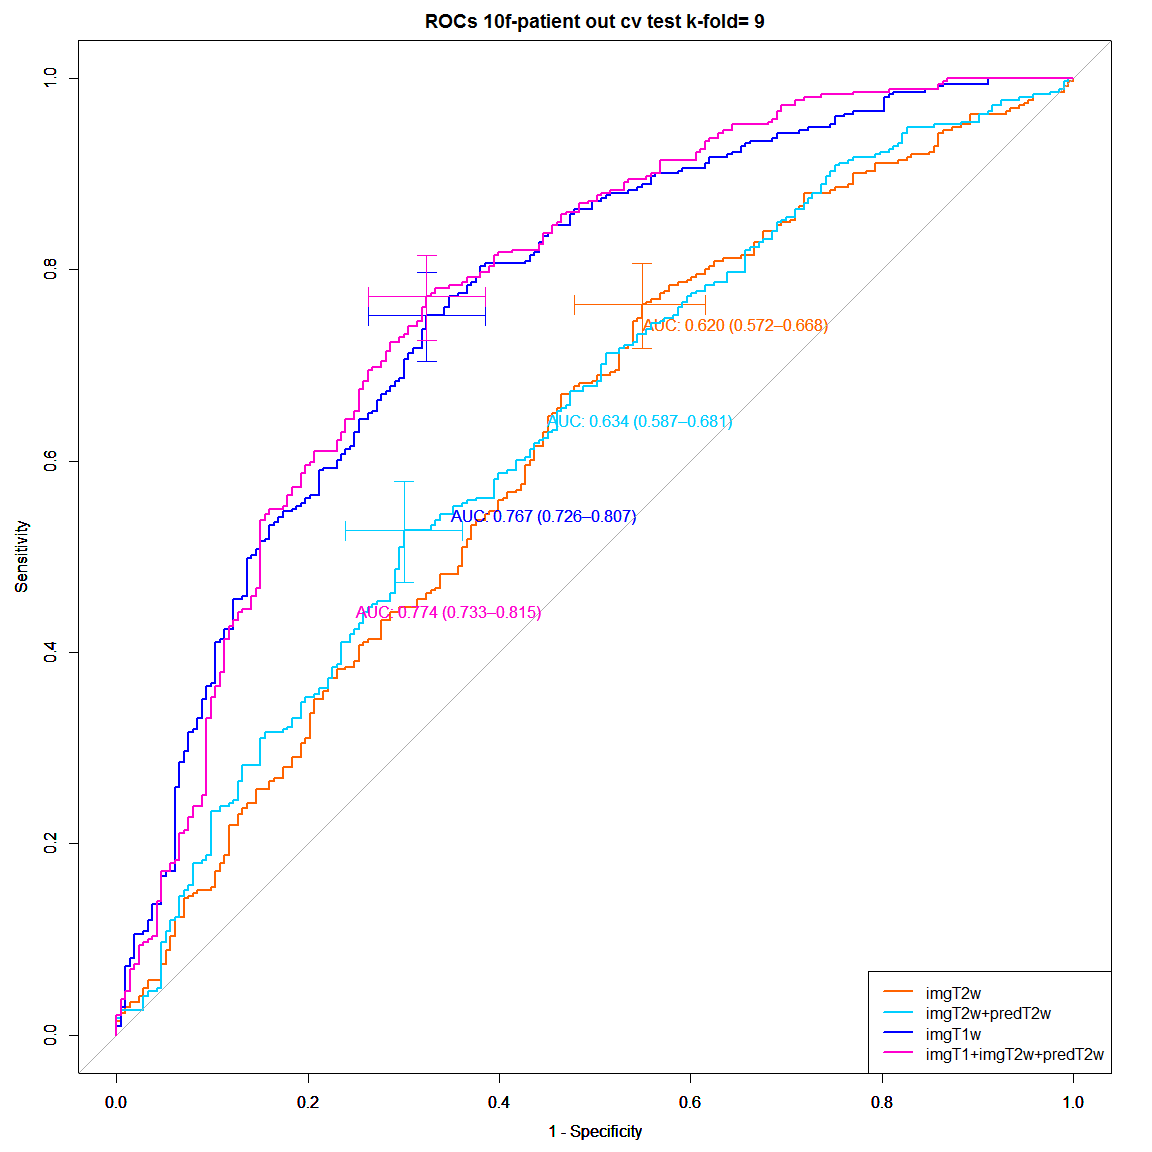 ROCs 10f-patient out cv test k-fold= 9
Sensitivity
1.0
0.8
0.6
0.4
0.2
0.0
AUC: 0.620 (0.572–0.668)
AUC: 0.634 (0.587–0.681)
AUC: 0.767 (0.726–0.807)
AUC: 0.774 (0.733–0.815)
imgT2w
imgT2w+predT2w
imgT1w
imgT1+imgT2w+predT2w
0.0 0.2 0.4 0.6 0.8 1.0
1 - Specificity